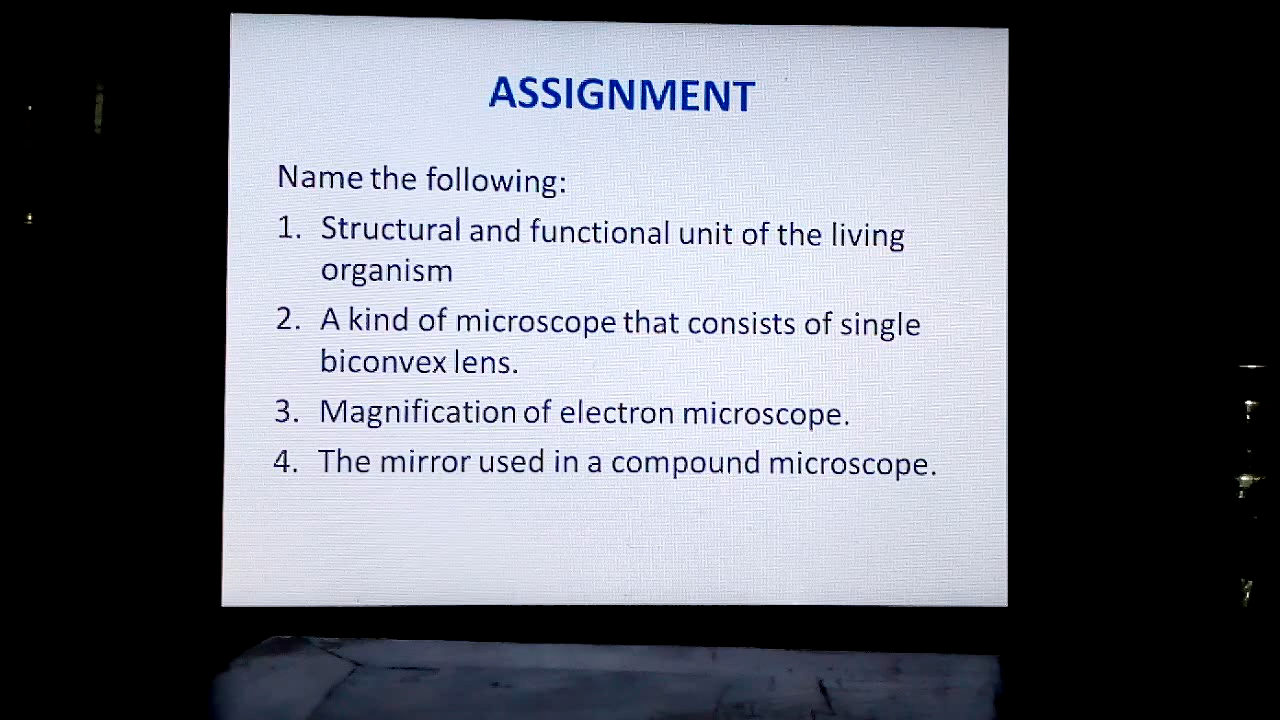 ASSIGNMENT
Name the following:
1. Structural and functional unit of the living
organism
2. A kind of microscope that consists of single
biconvex lens.
3. Magnification of electron microscope.
4. The mirror used in a compound microscope.